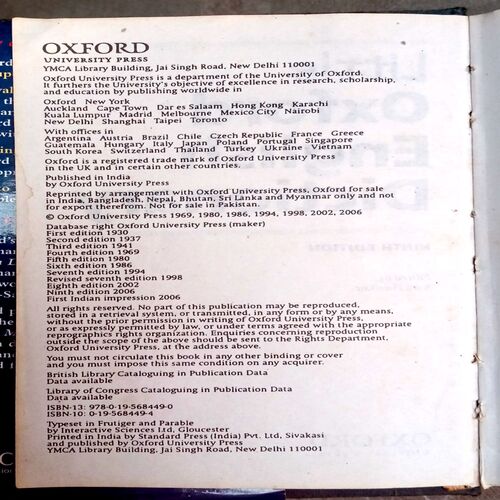 OXFORD
UNIVERSITY PRESS
YMCA Library Building, Jai Singh Road, New Delhi 110001
Oxford University Press is a department of the University of Oxford.
It furthers the University's objective of excellence in research, scholarship,
and education by publishing worldwide in
Oxford New York
Auckland Cape Town Dar es Salaam Hong Kong Karachi
Kuala Lumpur Madrid Melbourne Mexico City Nairobi
New Delhi Shanghai Taipei Toronto
With offices in
Argentina Austria Brazil Chile Czech Republic France Greece
Guatemala Hungary Italy Japan Poland Portugal Singapore
South Korea Switzerland Thailand Turkey Ukraine Vietnam
Oxford is a registered trade mark of Oxford University Press
in the UK and in certain other countries.
Published in India
by Oxford University Press
Reprinted by arrangement with Oxford University Press, Oxford for sale
in India, Bangladesh, Nepal, Bhutan, Sri Lanka and Myanmar only and not
for export therefrom. Not for sale in Pakistan.
© Oxford University Press 1969, 1980, 1986, 1994, 1998, 2002, 2006
Database right Oxford University Press (maker)
First edition 1930
Second edition 1937
Third edition 1941
Fourth edition 1969
Fifth edition 1980
Sixth edition 1986
Seventh edition 1994
Revised seventh edition 1998
Eighth edition 2002
Ninth edition 2006
First Indian impression 2006
All rights reserved. No part of this publication may be reproduced,
stored in a retrieval system, or transmitted, in any form or by any means,
without the prior permission in writing of Oxford University Press,
or as expressly permitted by law, or under terms agreed with the appropriate
reprographics rights organization. Enquiries concerning reproduction
outside the scope of the above should be sent to the Rights Department,
Oxford University Press, at the address above.
You must not circulate this book in any other binding or cover
and you must impose this same condition on any acquirer.
British Library Cataloguing in Publication Data
Data available
Library of Congress Cataloguing in Publication Data
Data available
ISBN-13: 978-0-19-568449-0
ISBN-10: 0-19-568449-4
Typeset in Frutiger and Parable
by Interactive Sciences Ltd, Gloucester
Printed in India by Standard Press (India) Pvt. Ltd, Sivakasi
and published by Oxford University Press
YMCA Library Building, Jai Singh Road, New Delhi 110001